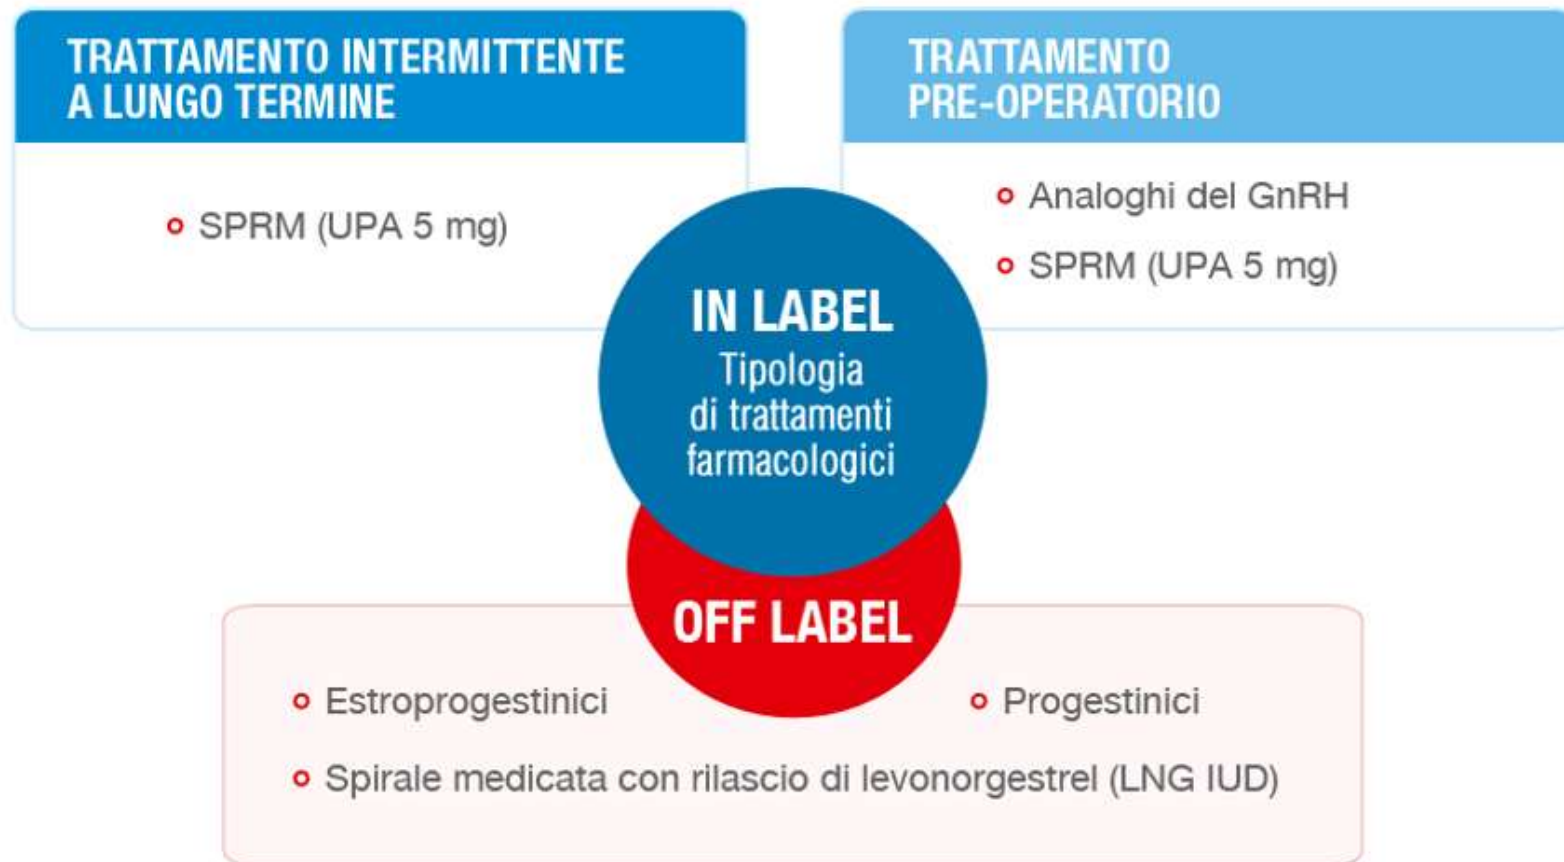 TRATTAMENTO INTERMITTENTE
A LUNGO TERMINE
SPRM (UPA 5 mg)
TRATTAMENTO
PRE-OPERATORIO
Analoghi del GnRH
SPRM (UPA 5 mg)
IN LABEL
Tipologia
di trattamenti
farmacologici
OFF LABEL
Estroprogestinici
Progestinici
Spirale medicata con rilascio di levonorgestrel (LNG IUD)